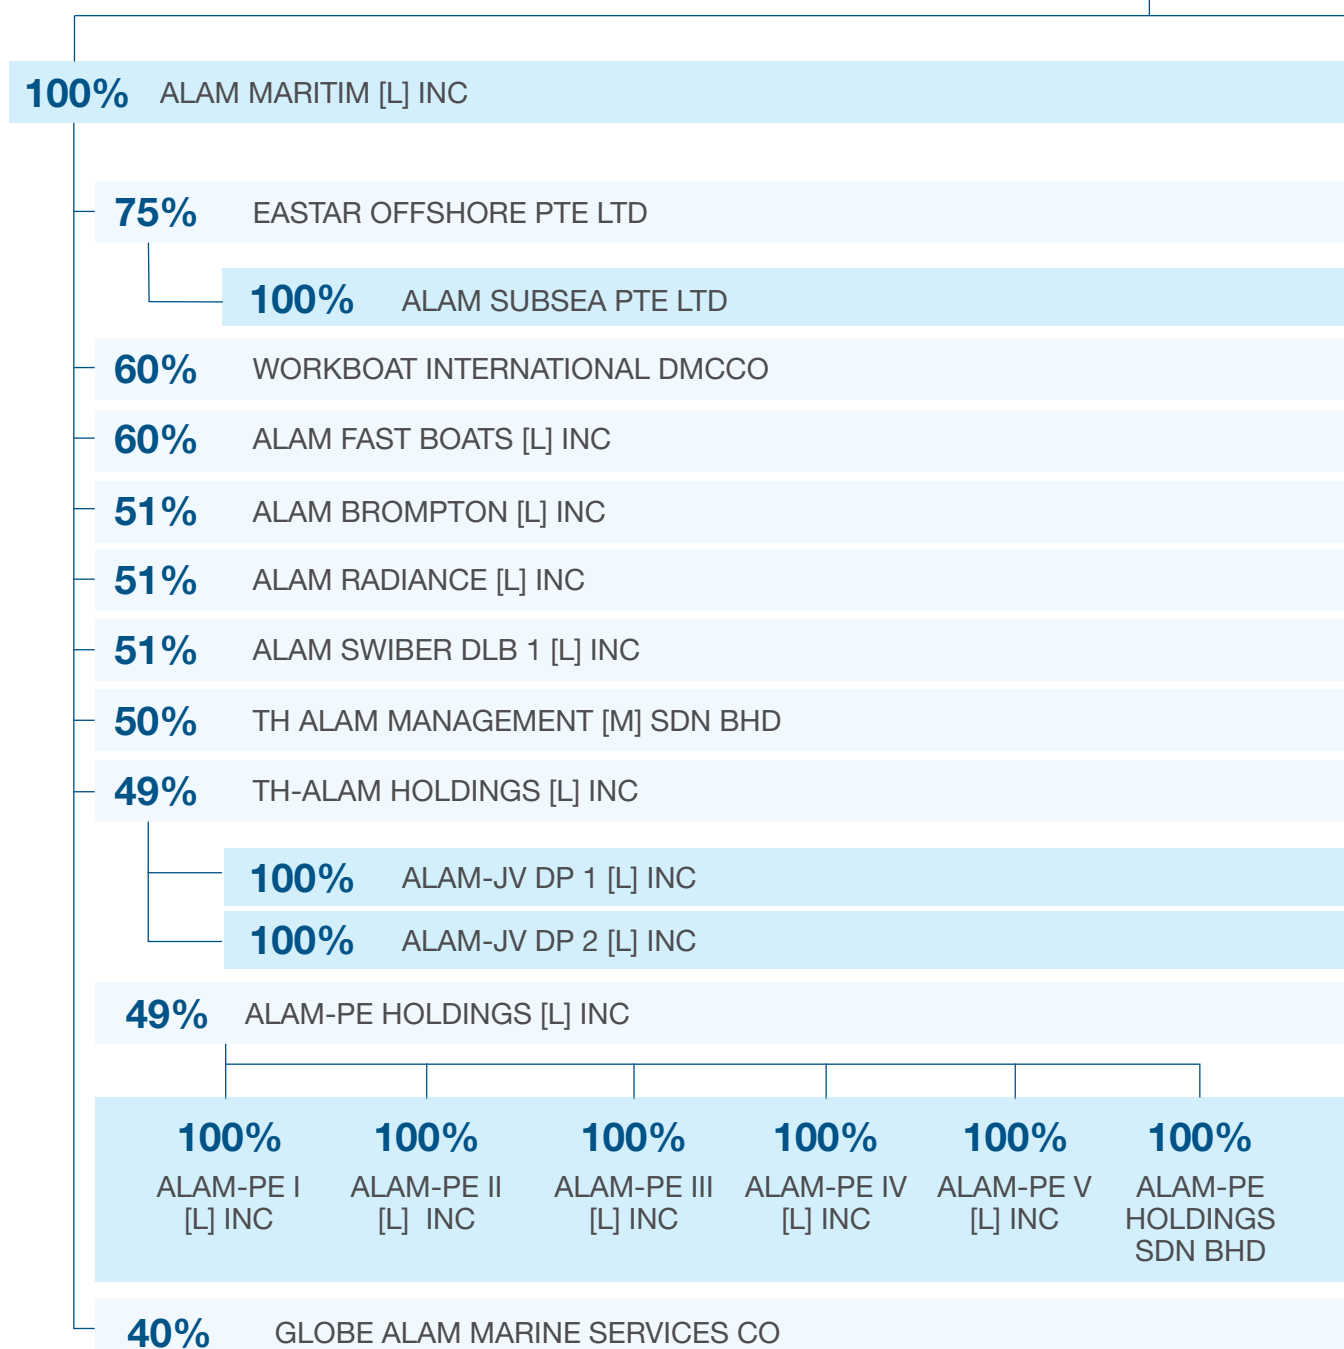 100% ALAM MARITIM [L] INC
75% EASTAR OFFSHORE PTE LTD
100% ALAM SUBSEA PTE LTD
60% WORKBOAT INTERNATIONAL DMCCO
60% ALAM FAST BOATS [L] INC
51% ALAM BROMPTON [L] INC
51% ALAM RADIANCE [L] INC
51% ALAM SWIBER DLB 1 [L] INC
50% TH ALAM MANAGEMENT [M] SDN BHD
49% TH-ALAM HOLDINGS [L] INC
100% ALAM-JV DP 1 [L] INC
100% ALAM-JV DP 2 [L] INC
49% ALAM-PE HOLDINGS [L] INC
100%
ALAM-PE I
[L] INC
100%
ALAM-PE II
[L] INC
100%
ALAM-PE III
[L] INC
100%
ALAM-PE IV
[L] INC
100%
ALAM-PE V
[L] INC
100%
ALAM-PE
HOLDINGS
SDN BHD
40% GLOBE ALAM MARINE SERVICES CO